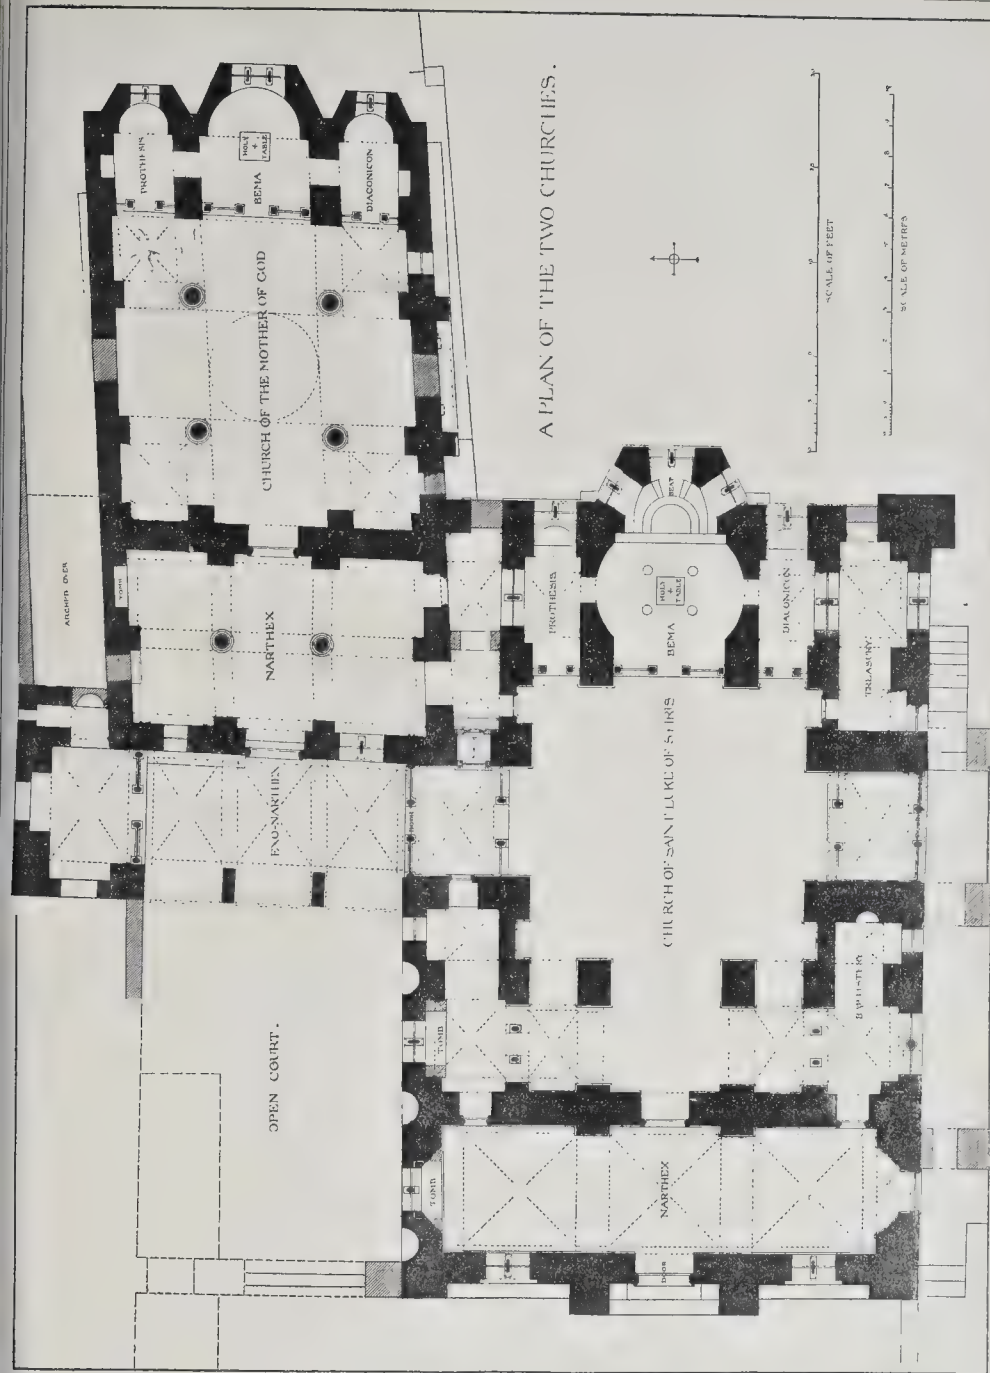 A PLAN OF THE TWO CHURCHES.
PROTHESIS
HOLY
TABLE
BEMA
DIACONICON
CHURCH OF THE MOTHER OF GOD
ARCHED OVER
TOMB
NARTHEX
EXO-NARTHEX
OPEN COURT.
SCALE OF FEET
SCALE OF METRES
PROTHESIS
HOLY
TABLE
BEMA
SEAT
DIACONICON
TREASURY
CHURCH OF SAINT LUKE OF STIRIS
BAPTISTERY
TOMB
TOMB
NARTHEX
DOOR